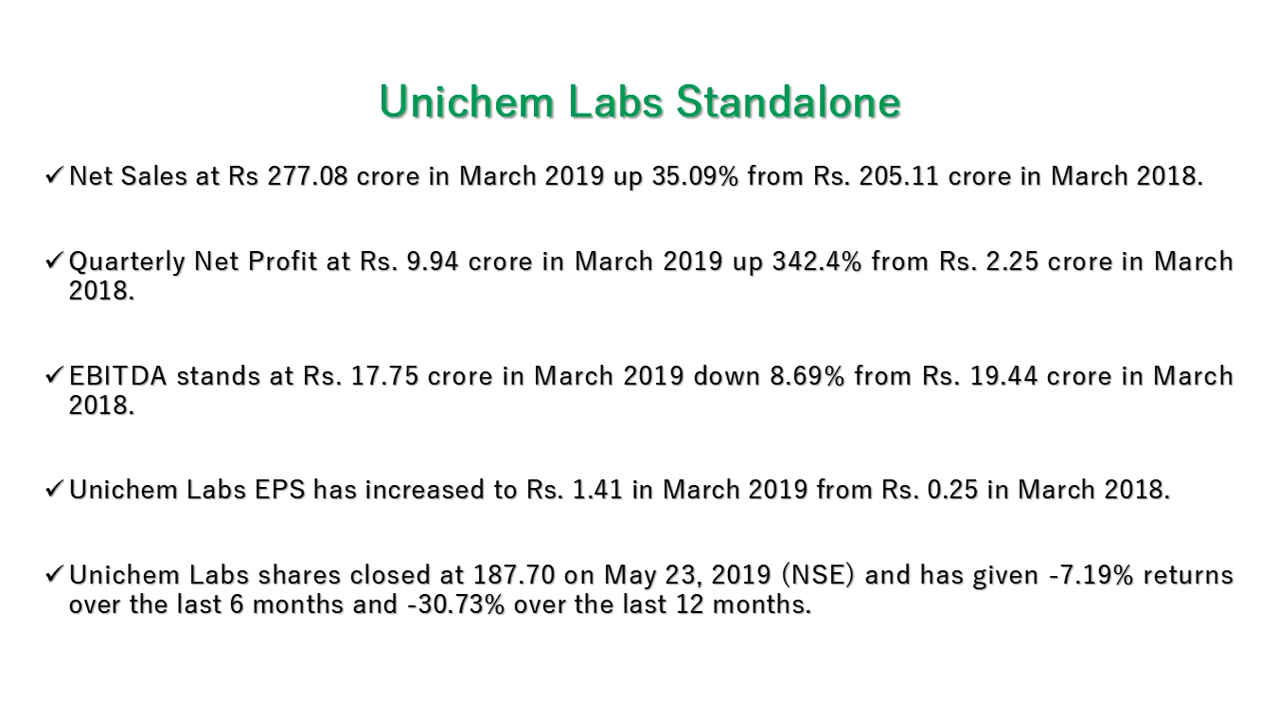 Unichem Labs Standalone
✓Net Sales at Rs 277.08 crore in March 2019 up 35.09% from Rs. 205.11 crore in March 2018.
✓Quarterly Net Profit at Rs. 9.94 crore in March 2019 up 342.4% from Rs. 2.25 crore in March
2018.
✓EBITDA stands at Rs. 17.75 crore in March 2019 down 8.69% from Rs. 19.44 crore in March
2018.
✓Unichem Labs EPS has increased to Rs. 1.41 in March 2019 from Rs. 0.25 in March 2018.
✓Unichem Labs shares closed at 187.70 on May 23, 2019 (NSE) and has given -7.19% returns
over the last 6 months and -30.73% over the last 12 months.